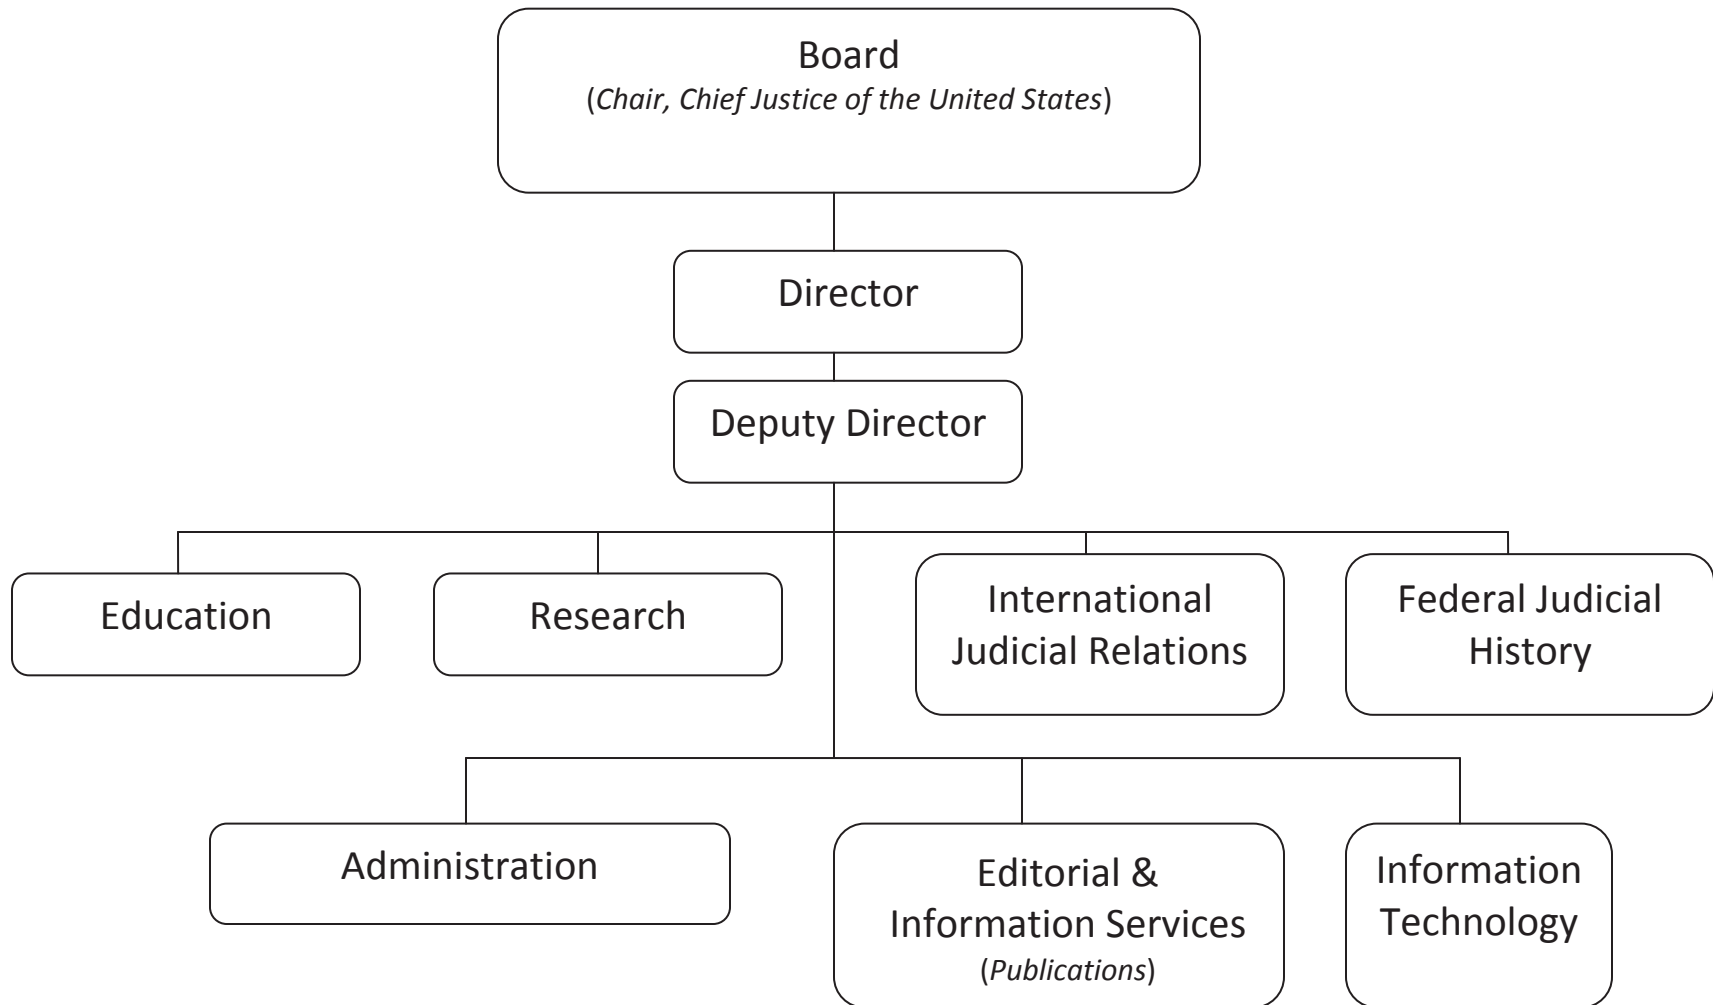 Board
(Chair, Chief Justice of the United States)
Director
Deputy Director
Education
Research
International
Judicial Relations
Federal Judicial
History
Administration
Editorial &
Information Services
(Publications)
Information
Technology